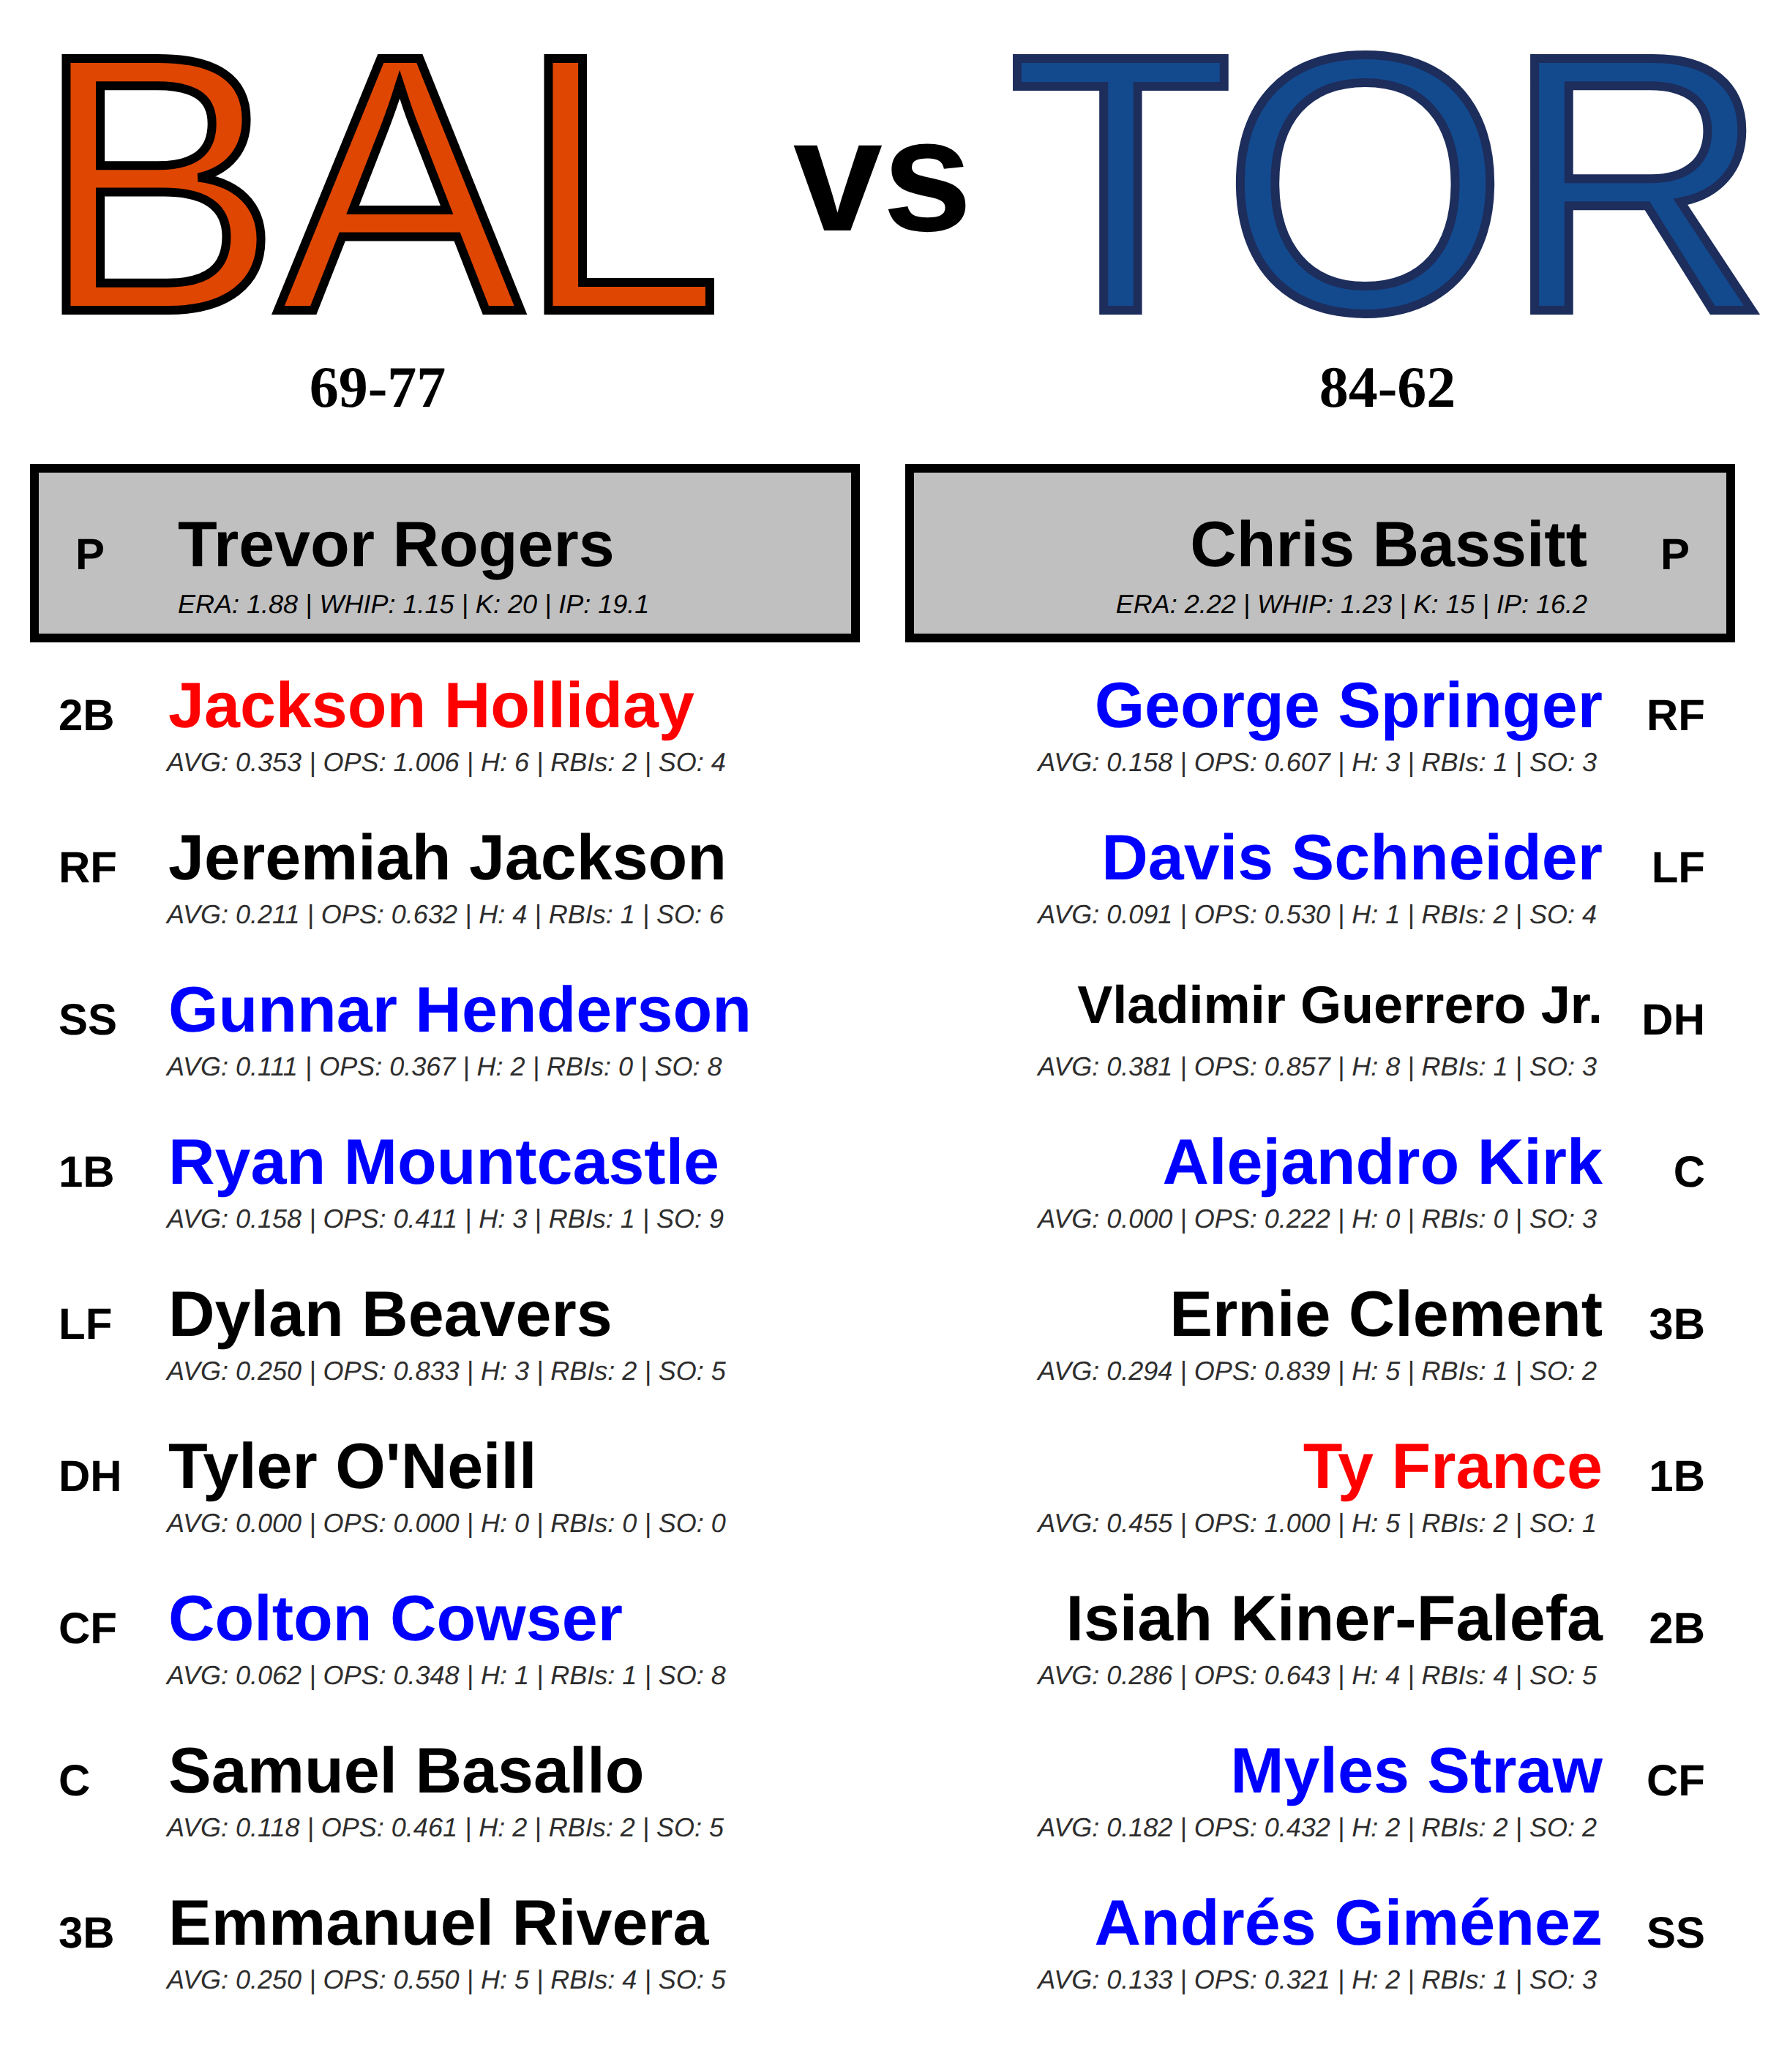 BAL vs TOR
69-77
84-62
P Trevor Rogers
ERA: 1.88 | WHIP: 1.15 | K: 20 | IP: 19.1
Chris Bassitt P
ERA: 2.22 | WHIP: 1.23 | K: 15 | IP: 16.2
2B Jackson Holliday
AVG: 0.353 | OPS: 1.006 | H: 6 | RBIs: 2 | SO: 4
RF Jeremiah Jackson
AVG: 0.211 | OPS: 0.632 | H: 4 | RBIs: 1 | SO: 6
SS Gunnar Henderson
AVG: 0.111 | OPS: 0.367 | H: 2 | RBIs: 0 | SO: 8
1B Ryan Mountcastle
AVG: 0.158 | OPS: 0.411 | H: 3 | RBIs: 1 | SO: 9
LF Dylan Beavers
AVG: 0.250 | OPS: 0.833 | H: 3 | RBIs: 2 | SO: 5
DH Tyler O'Neill
AVG: 0.000 | OPS: 0.000 | H: 0 | RBIs: 0 | SO: 0
CF Colton Cowser
AVG: 0.062 | OPS: 0.348 | H: 1 | RBIs: 1 | SO: 8
C Samuel Basallo
AVG: 0.118 | OPS: 0.461 | H: 2 | RBIs: 2 | SO: 5
3B Emmanuel Rivera
AVG: 0.250 | OPS: 0.550 | H: 5 | RBIs: 4 | SO: 5
George Springer RF
AVG: 0.158 | OPS: 0.607 | H: 3 | RBIs: 1 | SO: 3
Davis Schneider LF
AVG: 0.091 | OPS: 0.530 | H: 1 | RBIs: 2 | SO: 4
Vladimir Guerrero Jr. DH
AVG: 0.381 | OPS: 0.857 | H: 8 | RBIs: 1 | SO: 3
Alejandro Kirk C
AVG: 0.000 | OPS: 0.222 | H: 0 | RBIs: 0 | SO: 3
Ernie Clement 3B
AVG: 0.294 | OPS: 0.839 | H: 5 | RBIs: 1 | SO: 2
Ty France 1B
AVG: 0.455 | OPS: 1.000 | H: 5 | RBIs: 2 | SO: 1
Isiah Kiner-Falefa 2B
AVG: 0.286 | OPS: 0.643 | H: 4 | RBIs: 4 | SO: 5
Myles Straw CF
AVG: 0.182 | OPS: 0.432 | H: 2 | RBIs: 2 | SO: 2
Andrés Giménez SS
AVG: 0.133 | OPS: 0.321 | H: 2 | RBIs: 1 | SO: 3